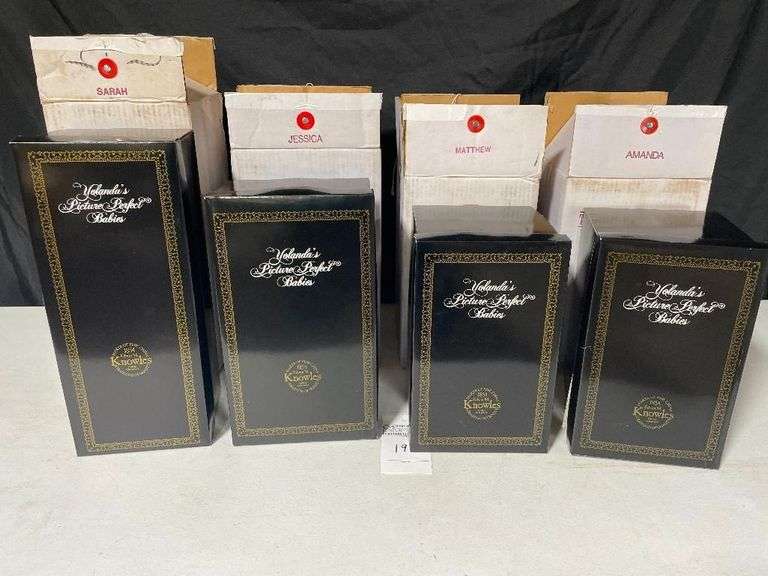 SARAH
JESSICA
MATTHEW
AMANDA
Yolanda's
Picture Perfect®
Babies
Knowles
Yolanda's
Picture Perfect®
Babies
Knowles
Yolanda's
Picture Perfect®
Babies
Knowles
Yolanda's
Picture Perfect®
Babies
Knowles
19